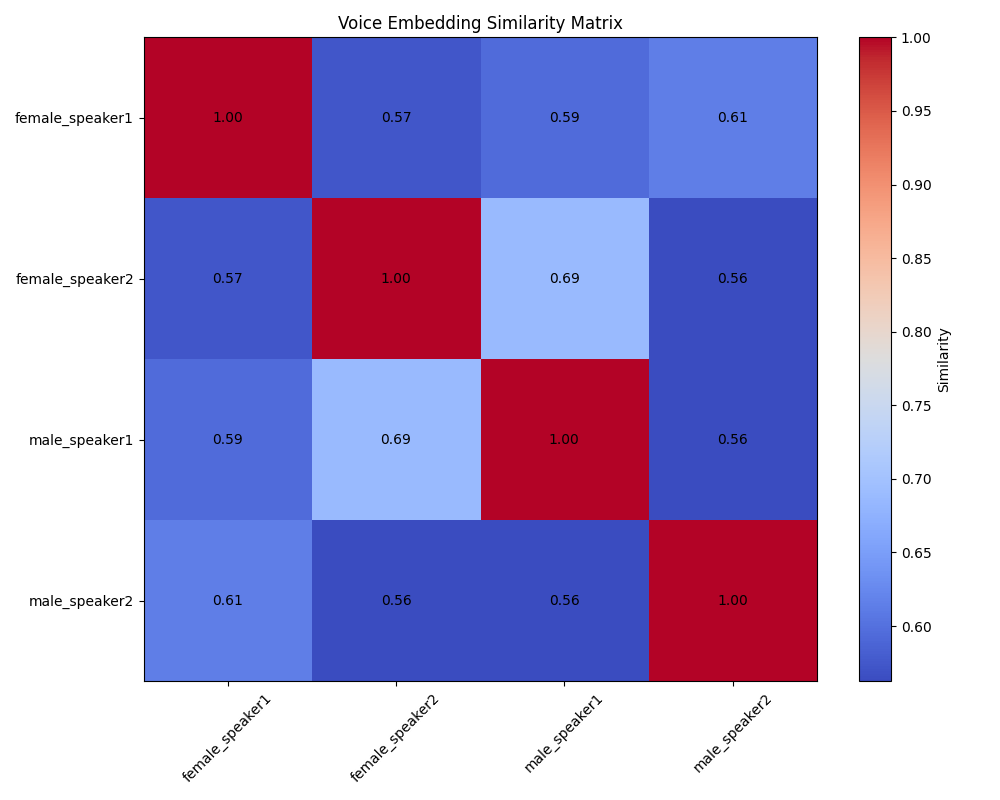 Voice Embedding Similarity Matrix
female_speaker1 1.00 0.57 0.59 0.61
female_speaker2 0.57 1.00 0.69 0.56
male_speaker1 0.59 0.69 1.00 0.56
male_speaker2 0.61 0.56 0.56 1.00
female_speaker1 female_speaker2 male_speaker1 male_speaker2
1.00
0.95
0.90
0.85
0.80
0.75
0.70
0.65
0.60
Similarity